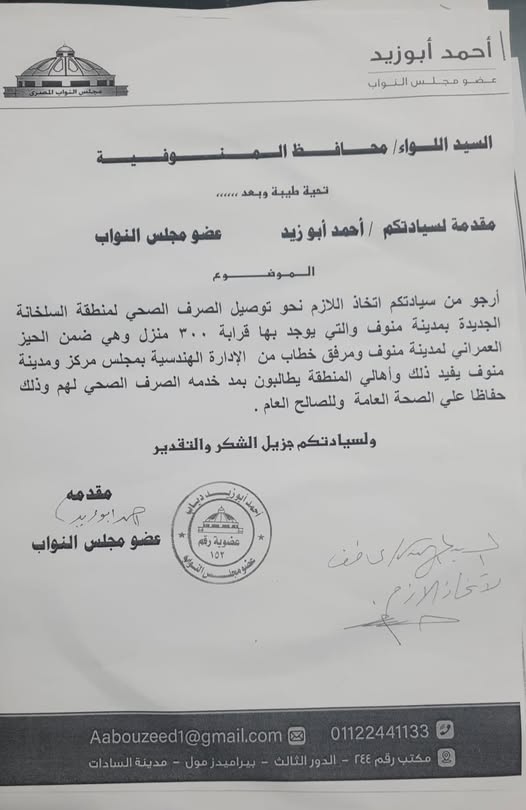 أحمد أبوزيد
عضو مجلس النواب
مجلس النواب المصرى
السيد اللواء/ محافظ المنوفية
تحية طيبة وبعد ......
مقدمة لسيادتكم / أحمد أبو زيد عضو مجلس النواب
الموضوع
أرجو من سيادتكم اتخاذ اللازم نحو توصيل الصرف الصحي لمنطقة السلخانة
الجديدة بمدينة منوف والتي يوجد بها قرابة ٣٠٠ منزل وهي ضمن الحيز
العمراني لمدينة منوف ومرفق خطاب من الإدارة الهندسية بمجلس مركز ومدينة
منوف يفيد ذلك وأهالي المنطقة يطالبون بمد خدمه الصرف الصحي لهم وذلك
حفاظا علي الصحة العامة وللصالح العام .
ولسيادتكم جزيل الشكر والتقدير
مقدمه
احمد ابوزيد
عضو مجلس النواب
أحمد أبوزيد دياب
عضوية رقم
١٥٢
عضو مجلس النواب
لاتخاذ اللازم .
01122441133
Aabouzeed1@gmail.com
مكتب رقم ٢٤٤ – الدور الثالث – بيراميدز مول – مدينة السادات